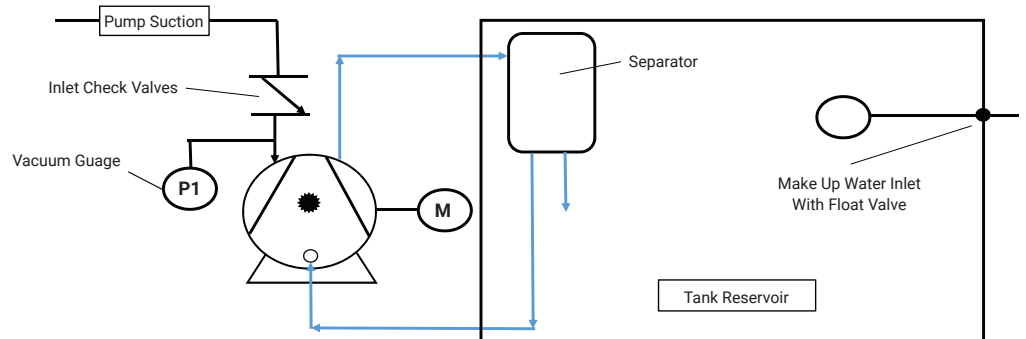 Pump Suction
Inlet Check Valves
Separator
Vacuum Guage
P1
M
Make Up Water Inlet
With Float Valve
Tank Reservoir